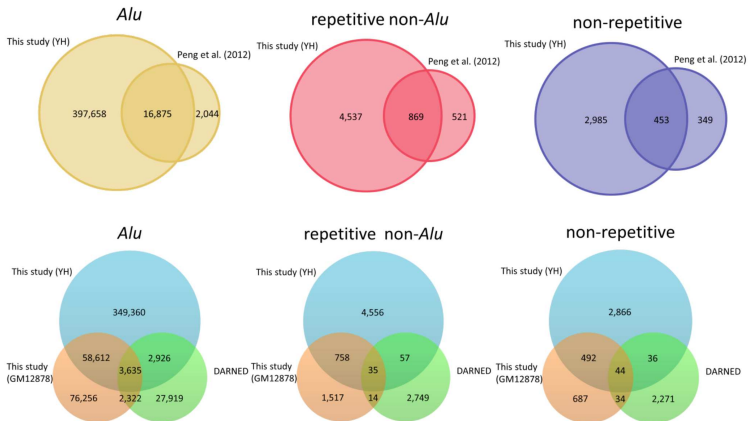 Alu
This study (YH)
Peng et al. (2012)
397,658
16,875
2,044
repetitive non-Alu
This study (YH)
Peng et al. (2012)
4,537
869
521
non-repetitive
This study (YH)
Peng et al. (2012)
2,985
453
349
Alu
This study (YH)
349,360
58,612
2,926
3,635
This study
(GM12878)
DARNED
76,256
2,322
27,919
repetitive non-Alu
This study (YH)
4,556
758
57
35
This study
(GM12878)
DARNED
1,517
14
2,749
non-repetitive
This study (YH)
2,866
492
36
44
This study
(GM12878)
DARNED
687
34
2,271